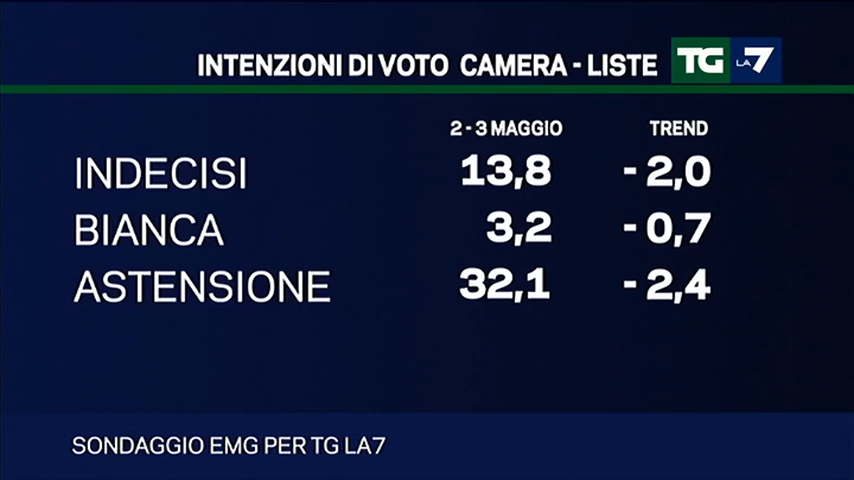 INTENZIONI DI VOTO CAMERA - LISTE TG LA7
2 - 3 MAGGIO TREND
INDECISI 13,8 - 2,0
BIANCA 3,2 - 0,7
ASTENSIONE 32,1 - 2,4
SONDAGGIO EMG PER TG LA7